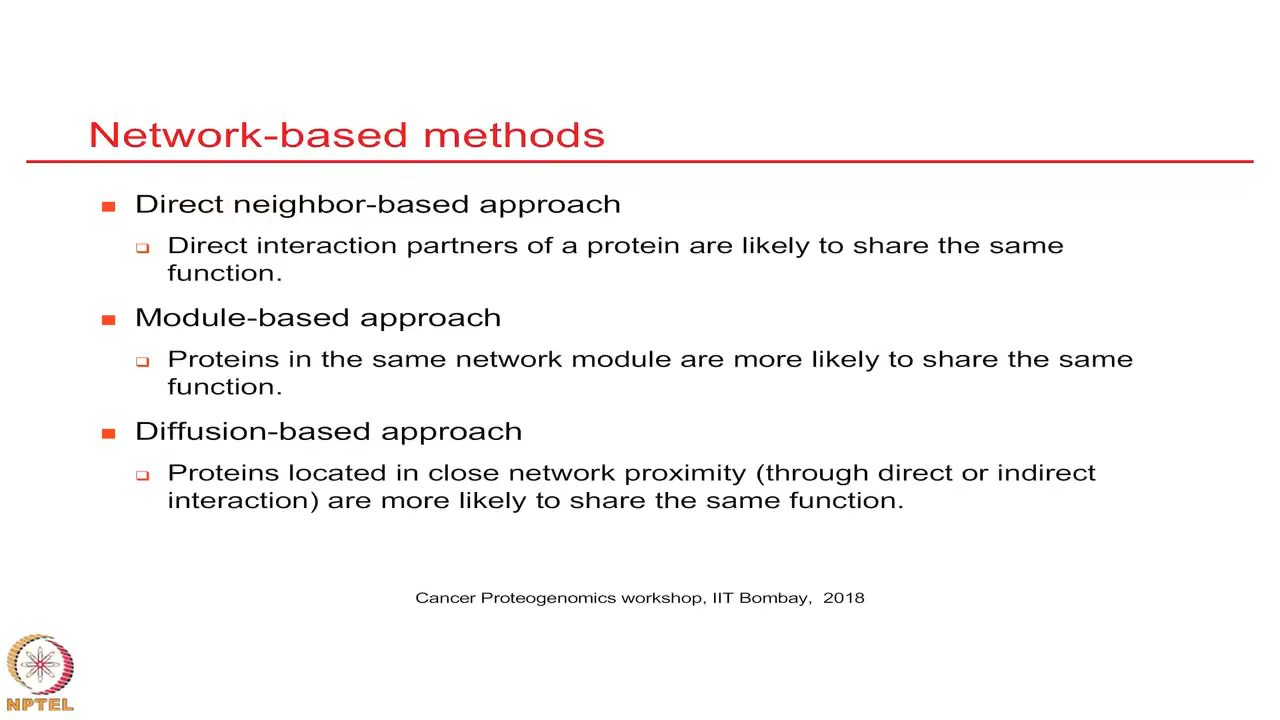 Network-based methods
Direct neighbor-based approach
Direct interaction partners of a protein are likely to share the same
function.
Module-based approach
Proteins in the same network module are more likely to share the same
function.
Diffusion-based approach
Proteins located in close network proximity (through direct or indirect
interaction) are more likely to share the same function.
Cancer Proteogenomics workshop, IIT Bombay, 2018
NPTEL